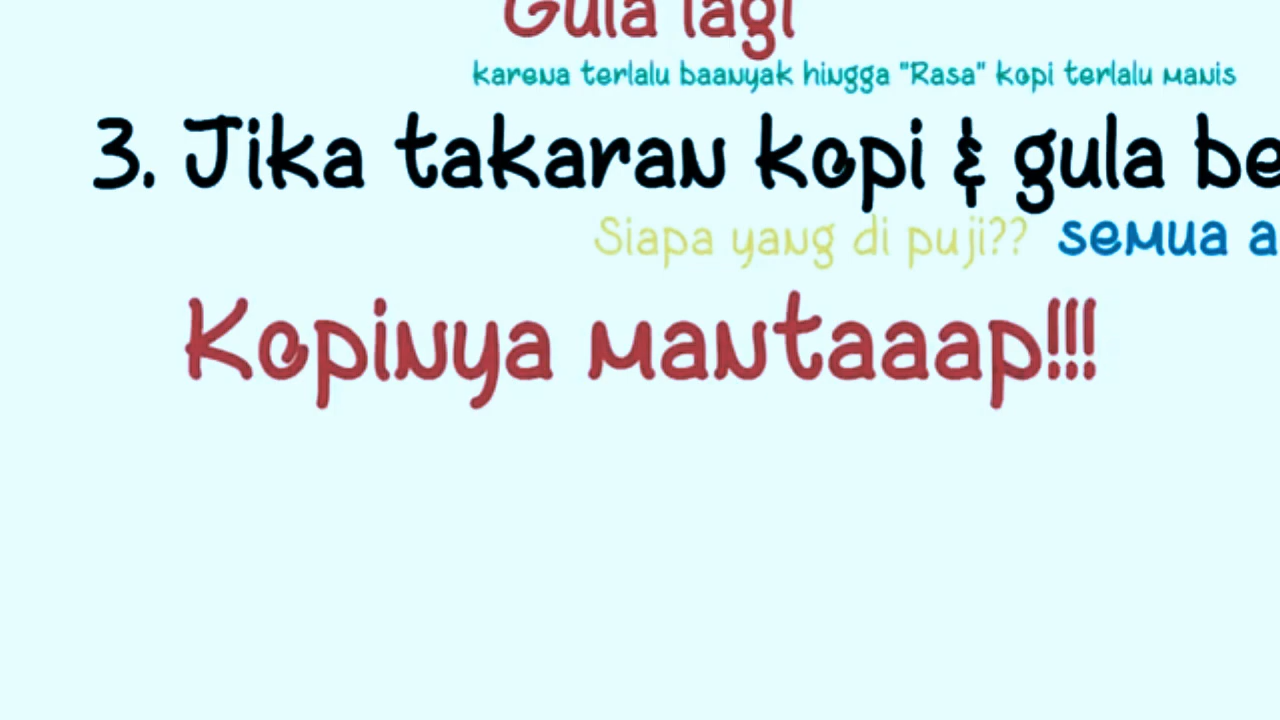 Gula lagi
karena terlalu baanyak hingga "Rasa" kopi terlalu manis
3. Jika takaran kopi & gula be
Siapa yang di puji?? semua a
Kopinya mantaaap!!!